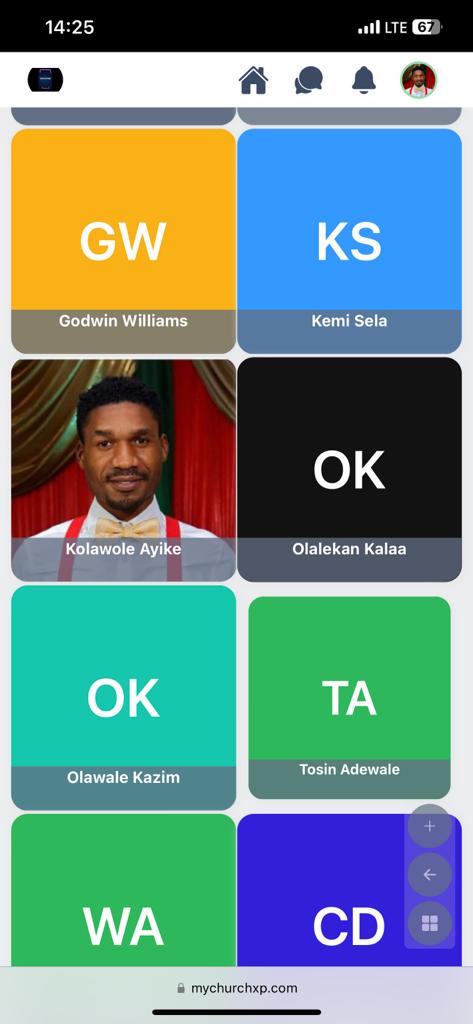 14:25
LTE 67
GW
KS
Godwin Williams
Kemi Sela
OK
Kolawole Ayike
Olalekan Kalaa
OK
TA
Olawale Kazim
Tosin Adewale
WA
CD
mychurchxp.com